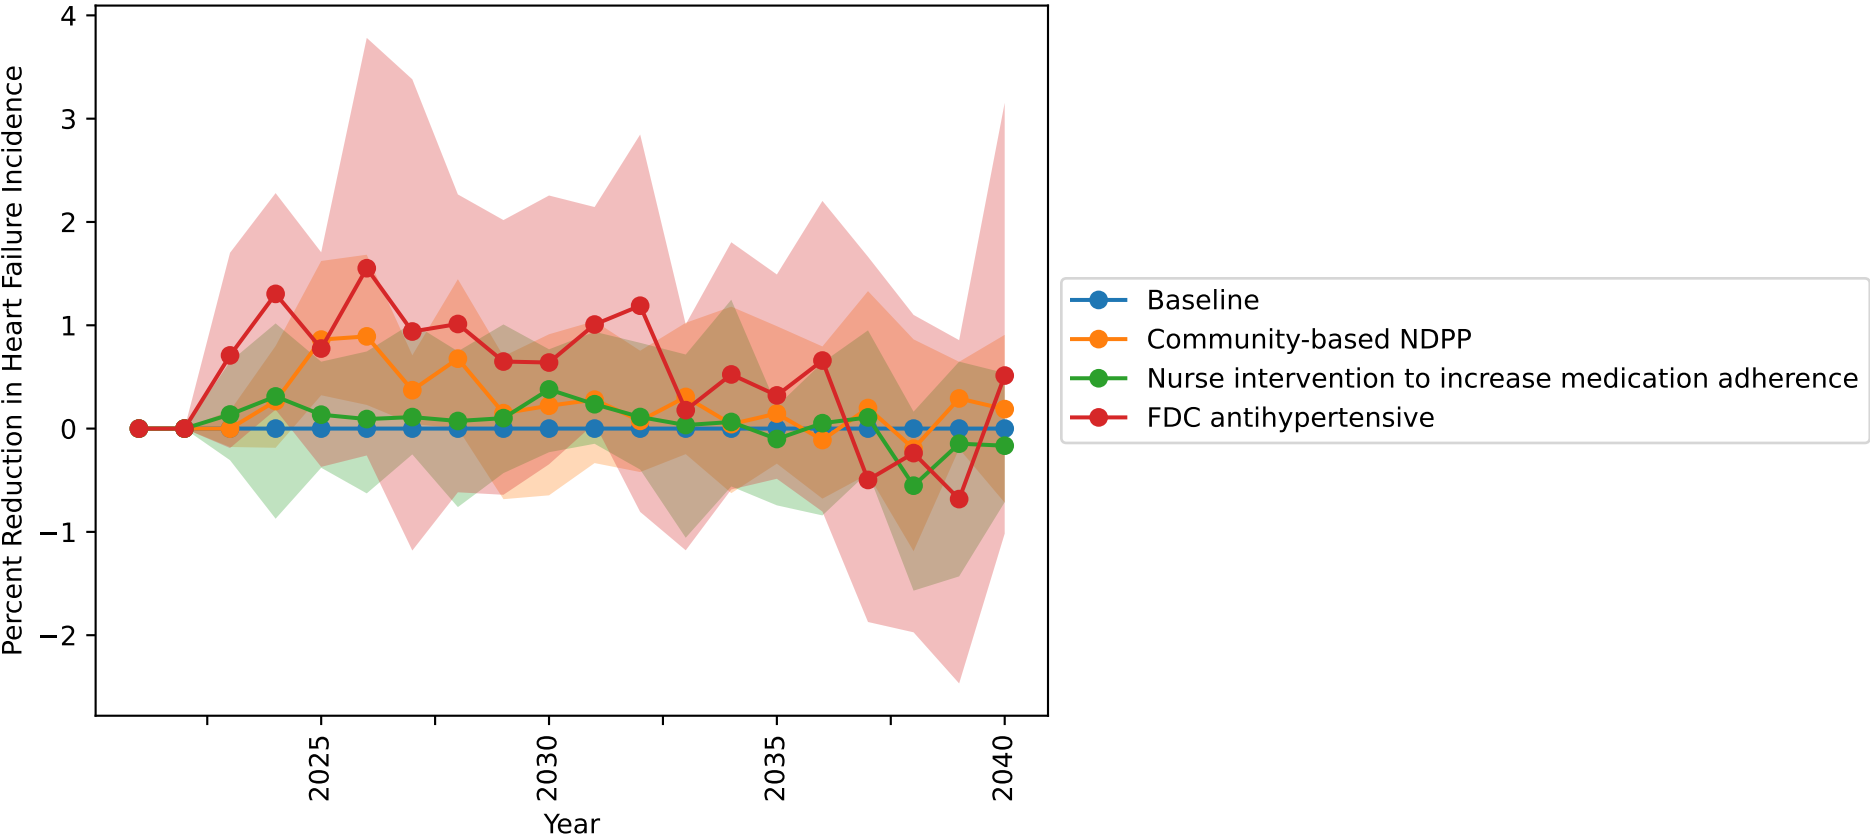 Percent Reduction in Heart Failure Incidence
4
3
2
1
0
−1
−2
2025
2030
2035
2040
Year
Baseline
Community-based NDPP
Nurse intervention to increase medication adherence
FDC antihypertensive